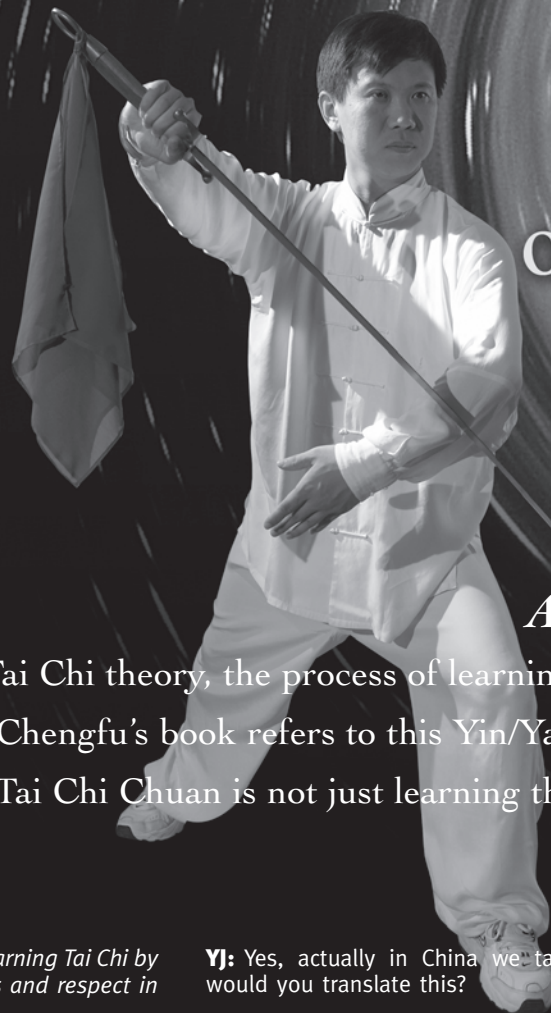 C
A
Tai Chi theory, the process of learnin
Chengfu’s book refers to this Yin/Ya
Tai Chi Chuan is not just learning th
arning Tai Chi by
s and respect in
YJ: Yes, actually in China we ta
would you translate this?